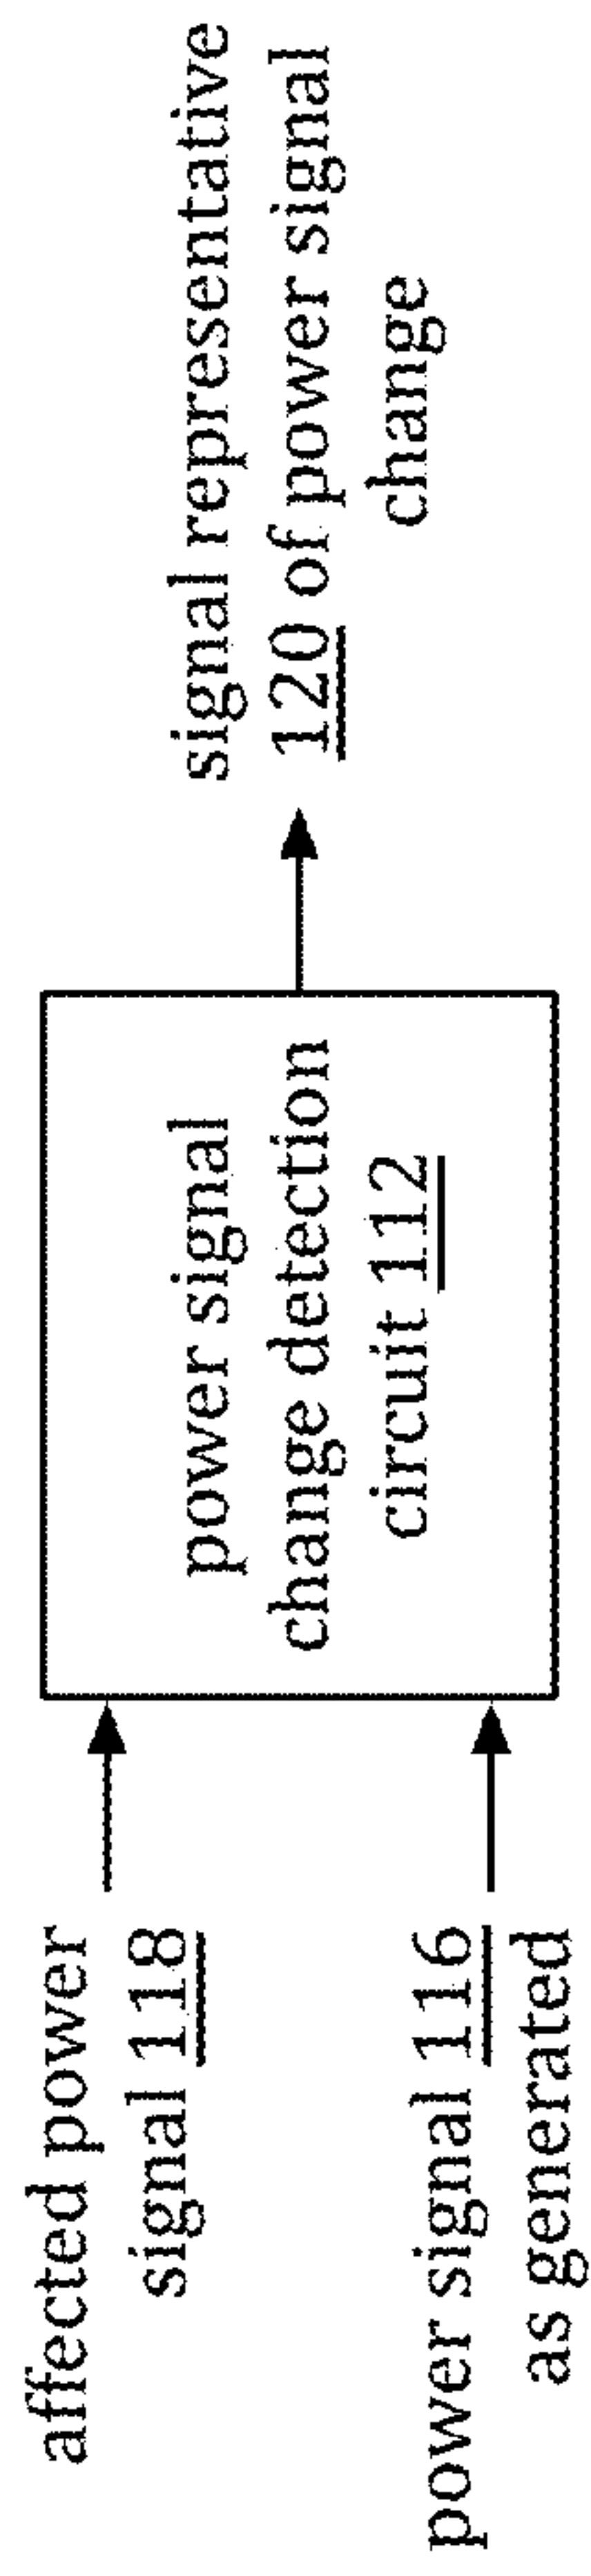 affected power
signal 118
power signal 116
as generated
power signal
change detection
circuit 112
signal representative
120 of power signal
change